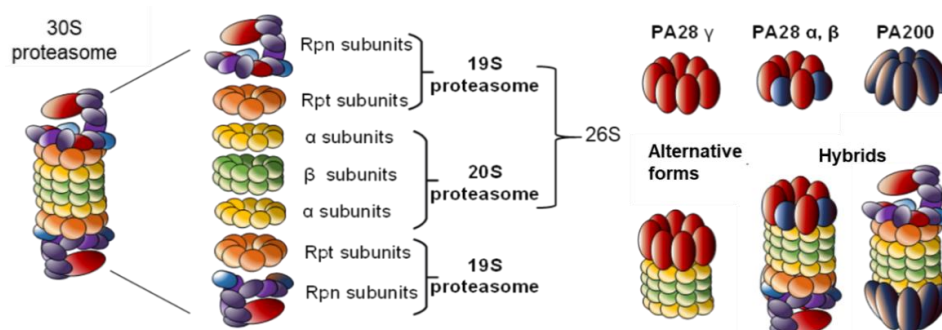 30S
proteasome
Rpn subunits
Rpt subunits
19S
proteasome
α subunits
β subunits
α subunits
20S
proteasome
26S
Rpt subunits
Rpn subunits
19S
proteasome
PA28 γ
PA28 α, β
PA200
Alternative
forms
Hybrids